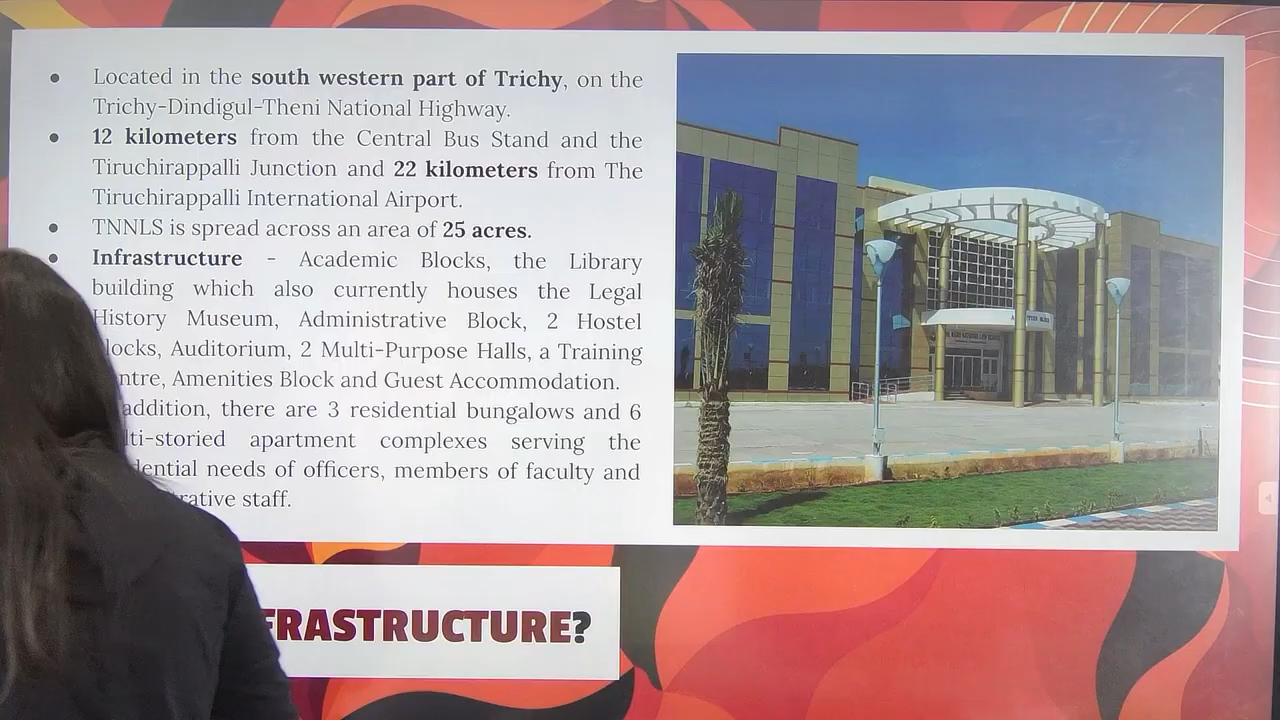 ● Located in the south western part of Trichy, on the
Trichy-Dindigul-Theni National Highway.
● 12 kilometers from the Central Bus Stand and the
Tiruchirappalli Junction and 22 kilometers from The
Tiruchirappalli International Airport.
● TNNLS is spread across an area of 25 acres.
● Infrastructure - Academic Blocks, the Library
building which also currently houses the Legal
History Museum, Administrative Block, 2 Hostel
locks, Auditorium, 2 Multi-Purpose Halls, a Training
ntre, Amenities Block and Guest Accommodation.
addition, there are 3 residential bungalows and 6
lti-storied apartment complexes serving the
dential needs of officers, members of faculty and
rative staff.
FRASTRUCTURE?